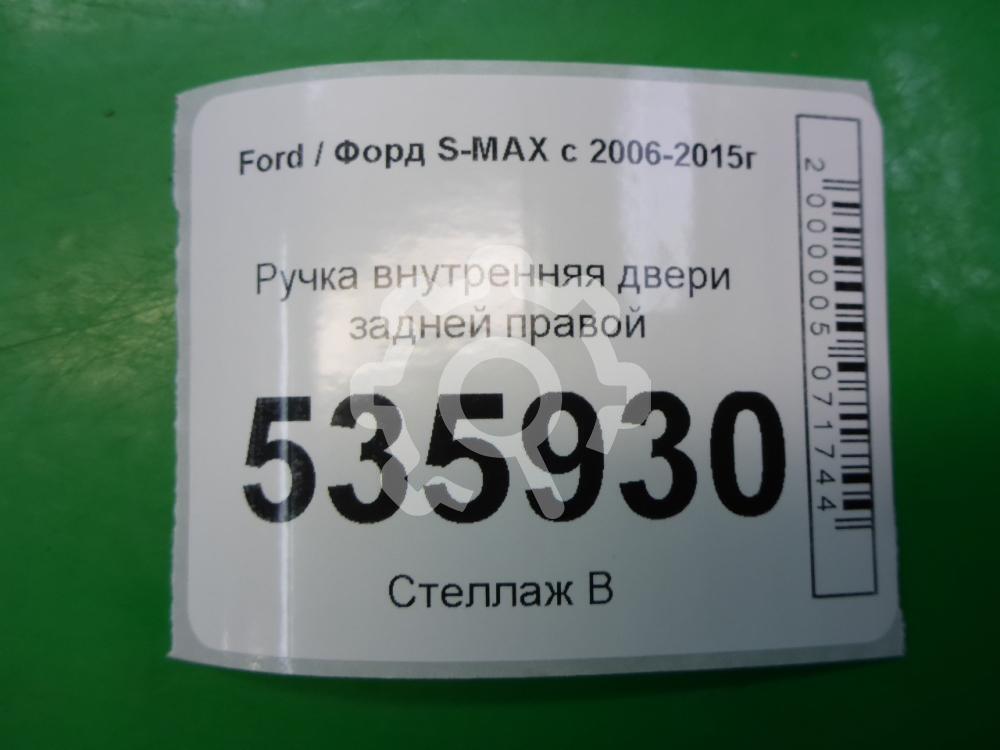 Ford / Форд S-MAX с 2006-2015г
Ручка внутренняя двери
задней правой
535930
Стеллаж В
2000005071744